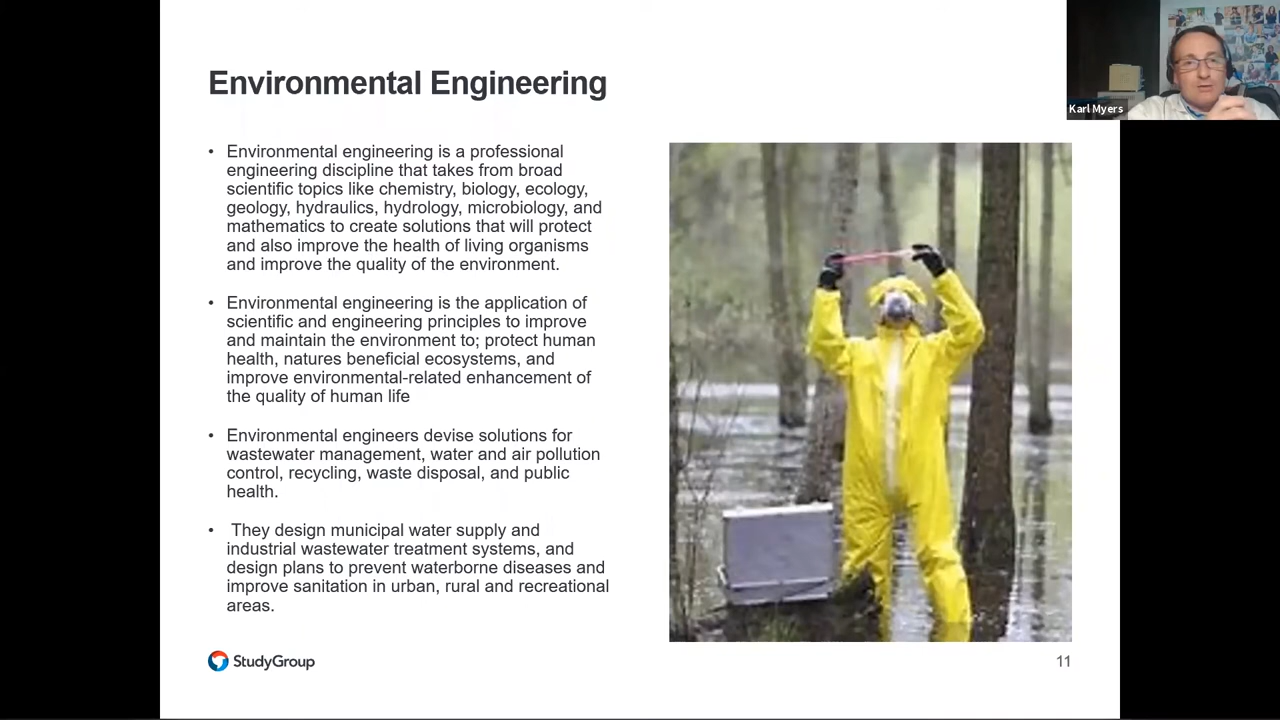 Environmental Engineering
Karl Myers
• Environmental engineering is a professional
engineering discipline that takes from broad
scientific topics like chemistry, biology, ecology,
geology, hydraulics, hydrology, microbiology, and
mathematics to create solutions that will protect
and also improve the health of living organisms
and improve the quality of the environment.
• Environmental engineering is the application of
scientific and engineering principles to improve
and maintain the environment to; protect human
health, natures beneficial ecosystems, and
improve environmental-related enhancement of
the quality of human life
• Environmental engineers devise solutions for
wastewater management, water and air pollution
control, recycling, waste disposal, and public
health.
• They design municipal water supply and
industrial wastewater treatment systems, and
design plans to prevent waterborne diseases and
improve sanitation in urban, rural and recreational
areas.
StudyGroup
11